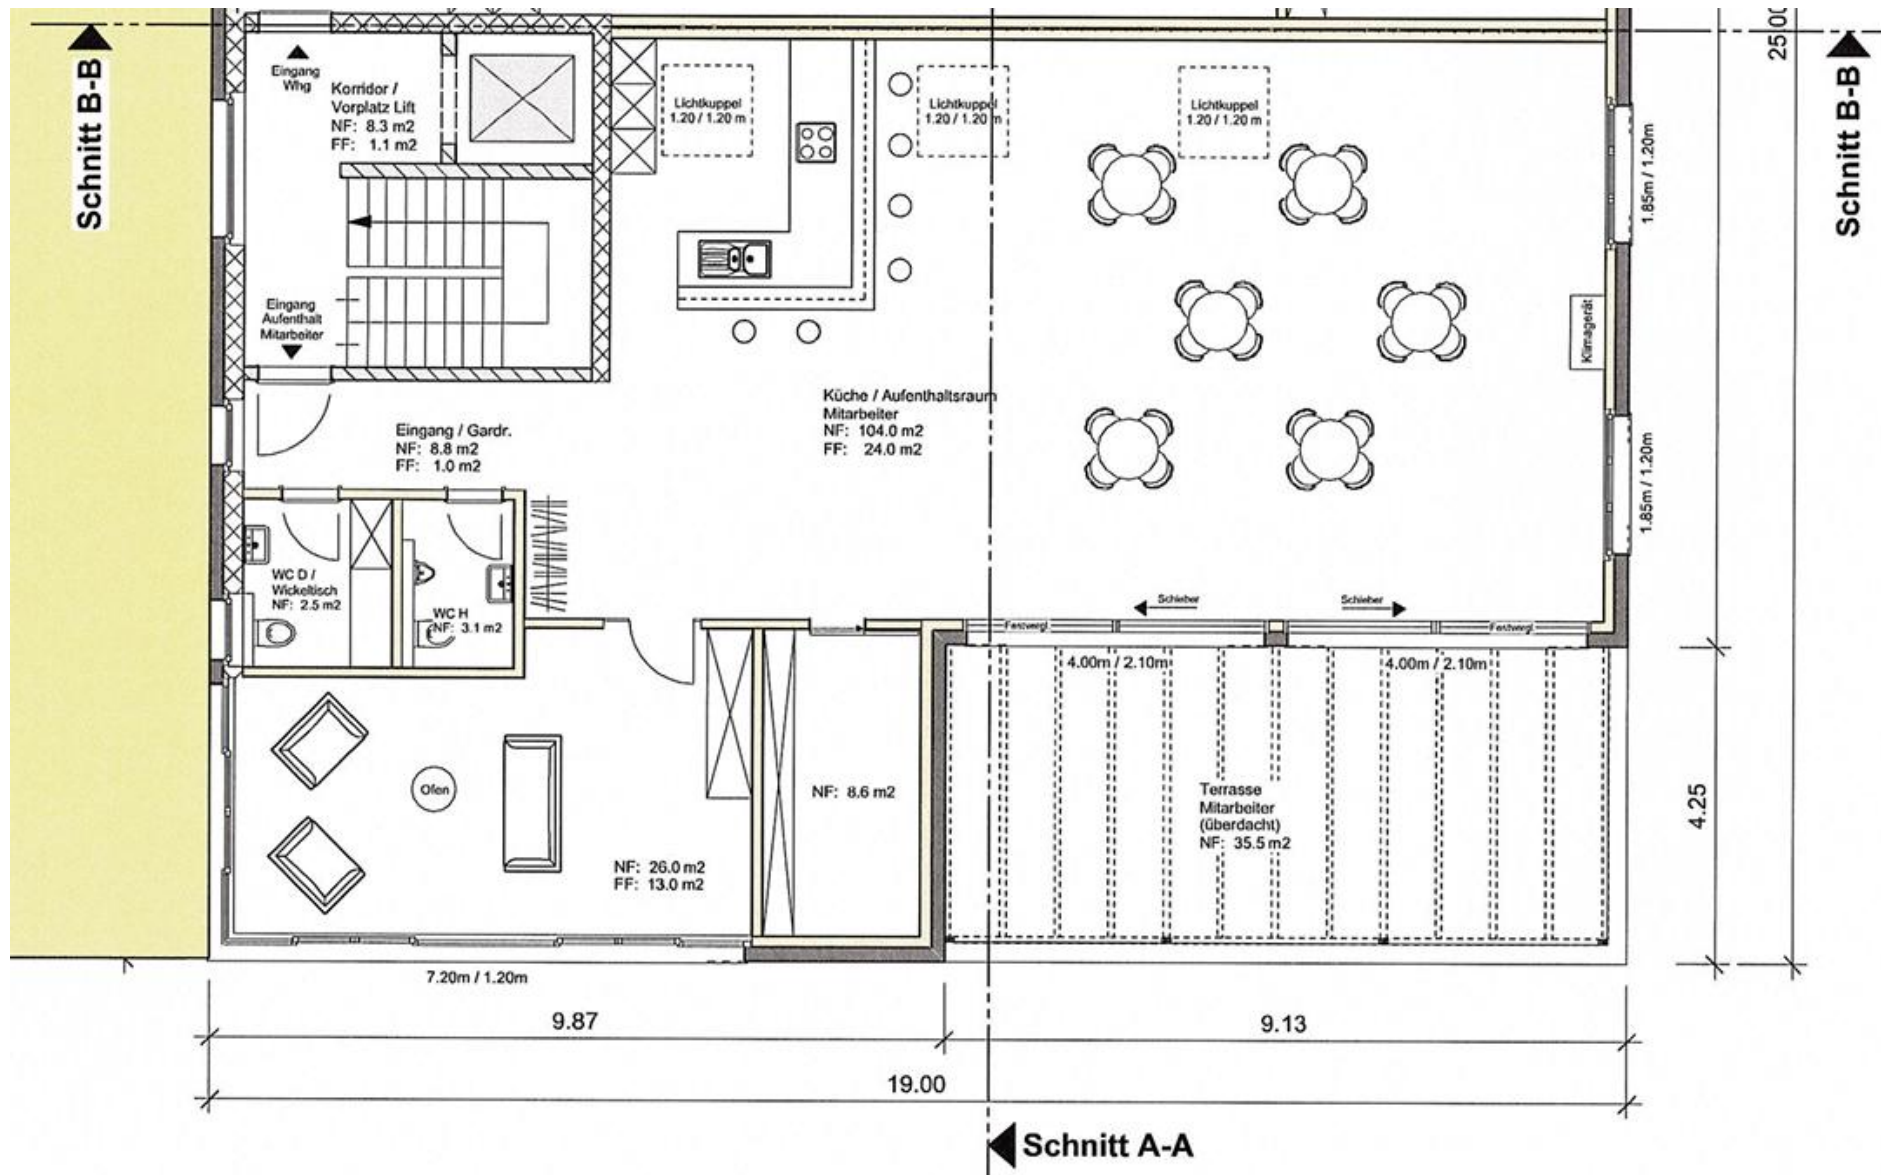 Schnitt B-B
Eingang
Whg
Korridor /
Vorplatz Lift
NF: 8.3 m2
FF: 1.1 m2
Lichtkuppel
1.20 / 1.20 m
Lichtkuppel
1.20 / 1.20 m
Lichtkuppel
1.20 / 1.20 m
1.85m / 1.20m
Schnitt B-B
Eingang
Aufenthalt
Mitarbeiter
Klimagerät
Küche / Aufenthaltsraum
Mitarbeiter
NF: 104.0 m2
FF: 24.0 m2
Eingang / Gardr.
NF: 8.8 m2
FF: 1.0 m2
1.85m / 1.20m
WC D /
Wickeltisch
NF: 2.5 m2
WC H
NF: 3.1 m2
Schieber
Schieber
Festvergl.
Festvergl.
4.00m / 2.10m
4.00m / 2.10m
Ofen
NF: 8.6 m2
Terrasse
Mitarbeiter
(überdacht)
NF: 35.5 m2
4.25
NF: 26.0 m2
FF: 13.0 m2
7.20m / 1.20m
9.87
9.13
19.00
Schnitt A-A